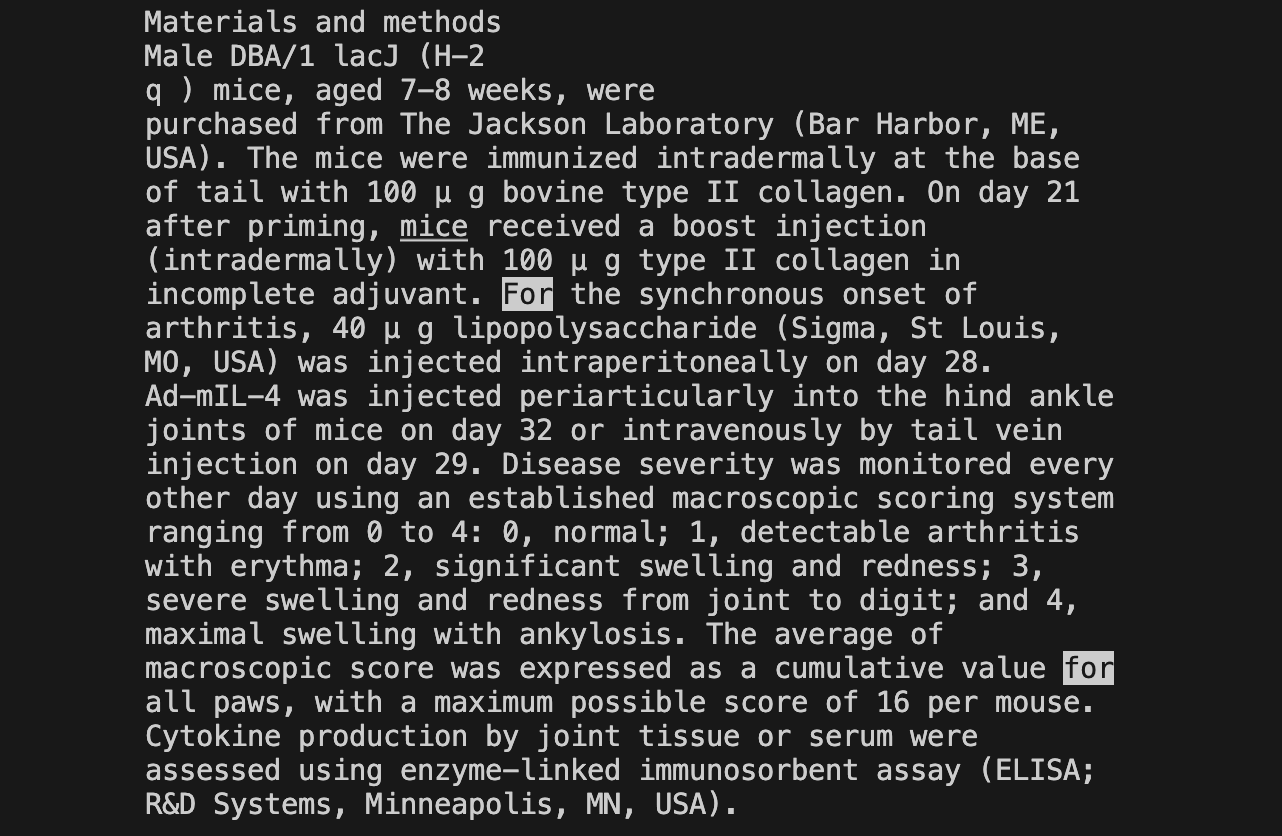 Materials and methods
Male DBA/1 lacJ (H–2
q ) mice, aged 7–8 weeks, were
purchased from The Jackson Laboratory (Bar Harbor, ME,
USA). The mice were immunized intradermally at the base
of tail with 100 μ g bovine type II collagen. On day 21
after priming, mice received a boost injection
(intradermally) with 100 μ g type II collagen in
incomplete adjuvant. For the synchronous onset of
arthritis, 40 μ g lipopolysaccharide (Sigma, St Louis,
MO, USA) was injected intraperitoneally on day 28.
Ad–mIL–4 was injected periarticularly into the hind ankle
joints of mice on day 32 or intravenously by tail vein
injection on day 29. Disease severity was monitored every
other day using an established macroscopic scoring system
ranging from 0 to 4: 0, normal; 1, detectable arthritis
with erythma; 2, significant swelling and redness; 3,
severe swelling and redness from joint to digit; and 4,
maximal swelling with ankylosis. The average of
macroscopic score was expressed as a cumulative value for
all paws, with a maximum possible score of 16 per mouse.
Cytokine production by joint tissue or serum were
assessed using enzyme–linked immunosorbent assay (ELISA;
R&D Systems, Minneapolis, MN, USA).